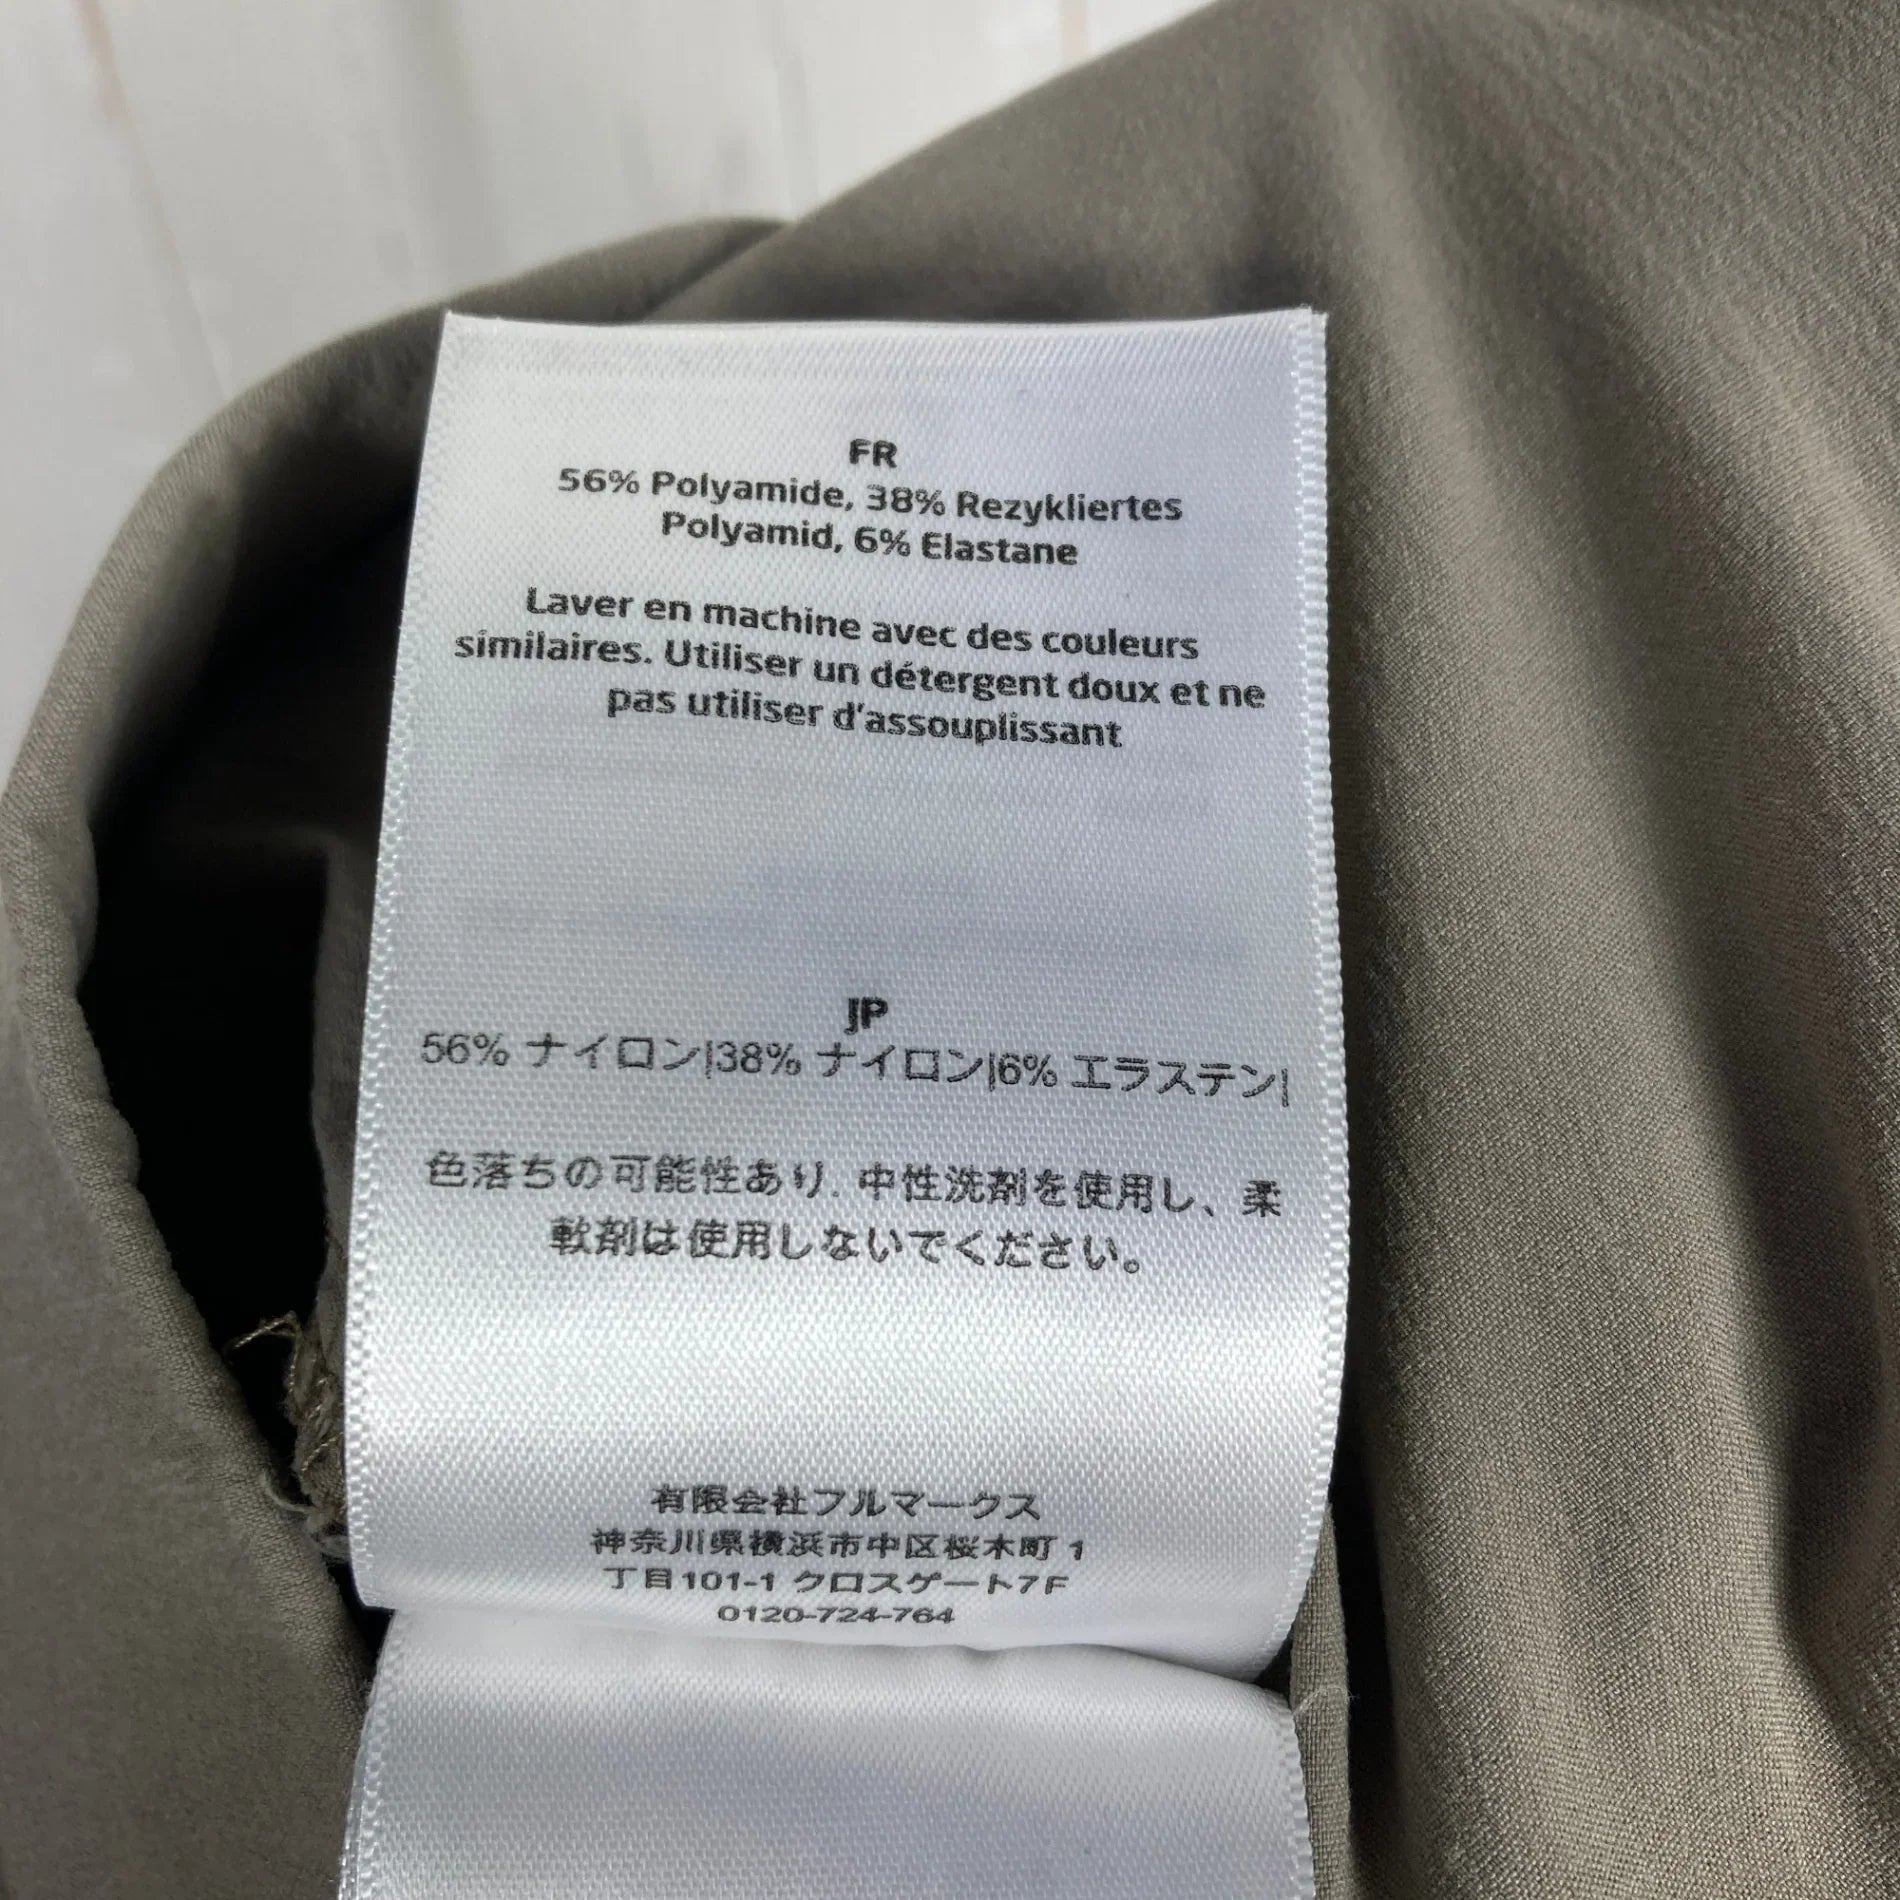 FR
56% Polyamide, 38% Rezykliertes
Polyamid, 6% Elastane
Laver en machine avec des couleurs
similaires. Utiliser un détergent doux et ne
pas utiliser d'assouplissant
JP
56% ナイロン|38% ナイロン|6% エラステン|
色落ちの可能性あり. 中性洗剤を使用し、柔
軟剤は使用しないでください。
有限会社フルマークス
神奈川県横浜市中区桜木町 1
丁目101-1 クロスゲート7F
0120-724-764